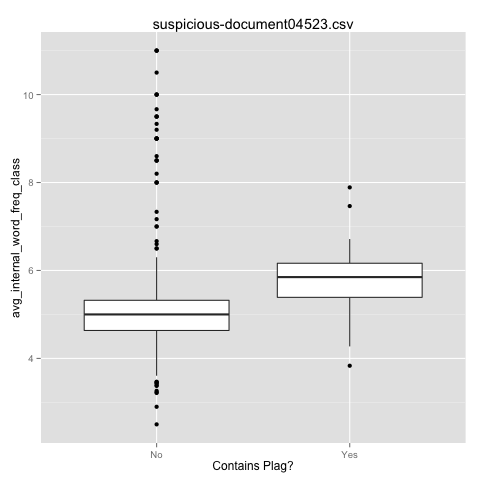 suspicious-document04523.csv
avg_internal_word_freq_class
10
8
6
4
No
Yes
Contains Plag?